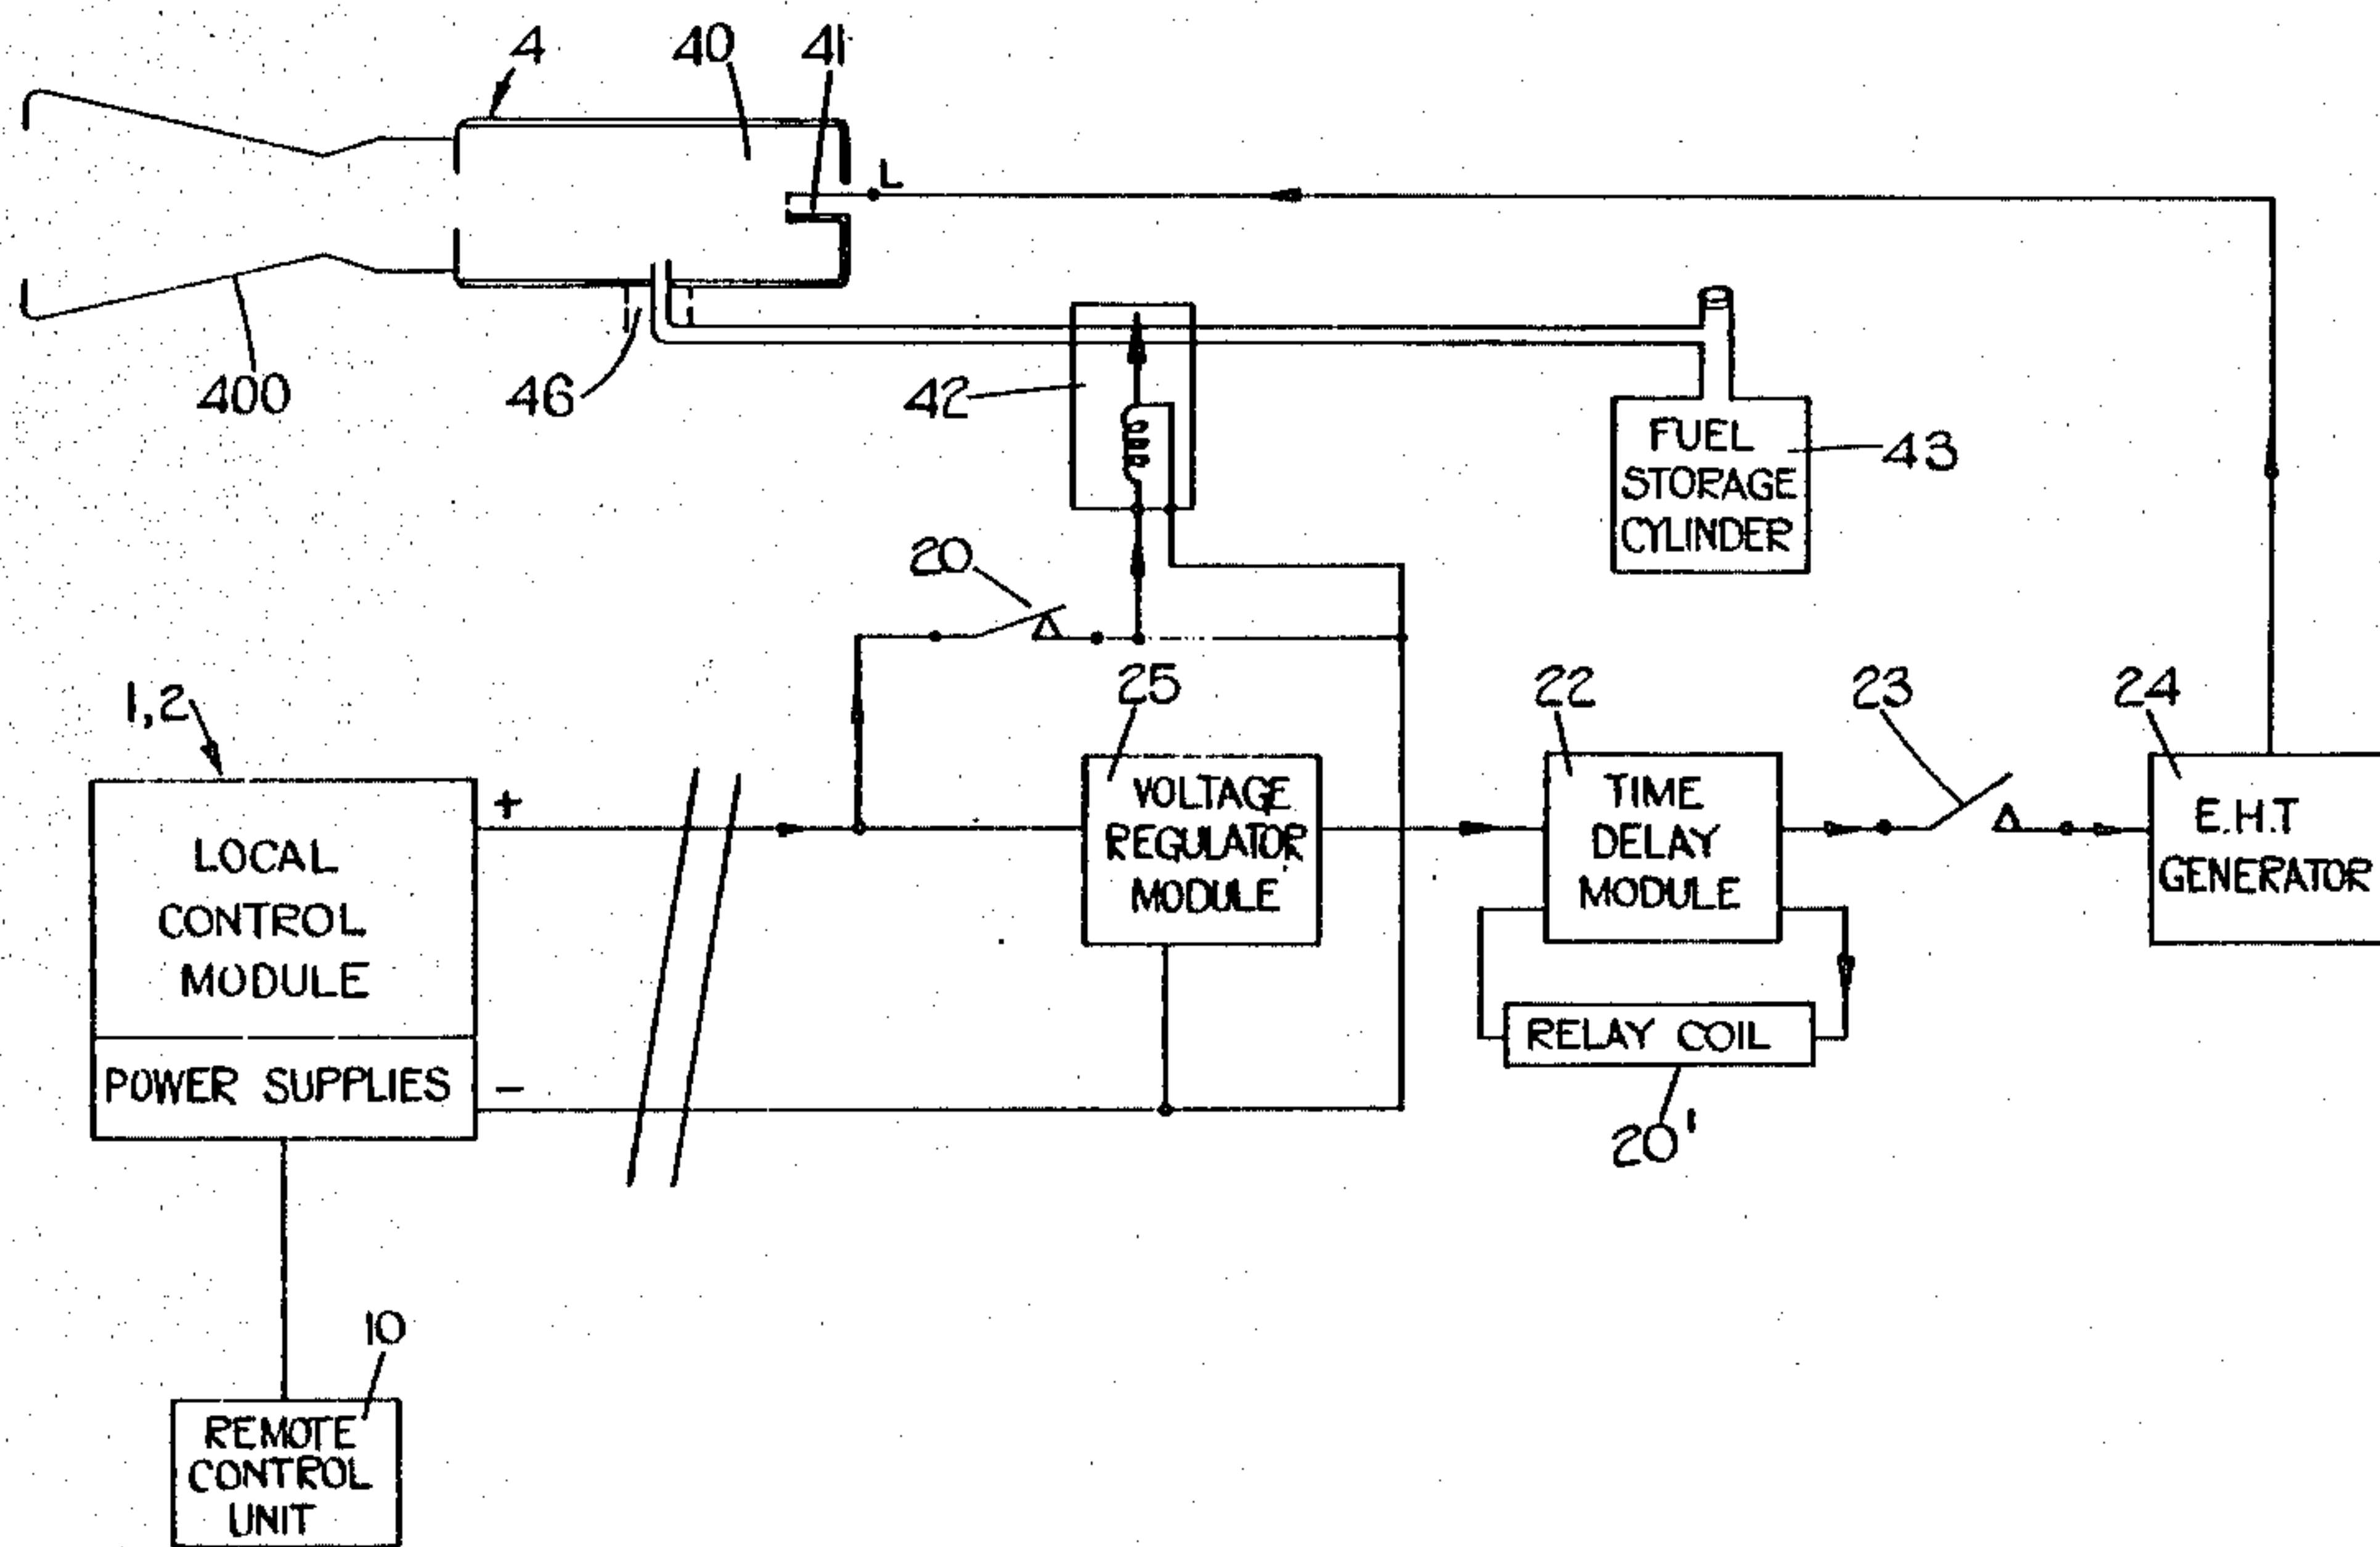 4
40
41
L
400
46
42
FUEL
STORAGE
CYLINDER
43
20
1,2
25
22
23
24
+
LOCAL
CONTROL
MODULE
VOLTAGE
REGULATOR
MODULE
TIME
DELAY
MODULE
E.H.T
GENERATOR
POWER SUPPLIES
−
RELAY COIL
20'
10
REMOTE
CONTROL
UNIT